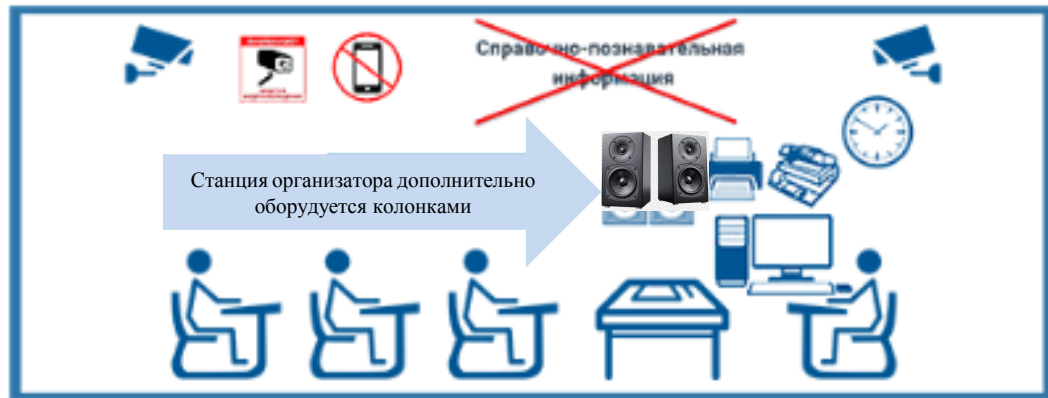 Справочно-познавательная
информация
Станция организатора дополнительно
оборудуется колонками